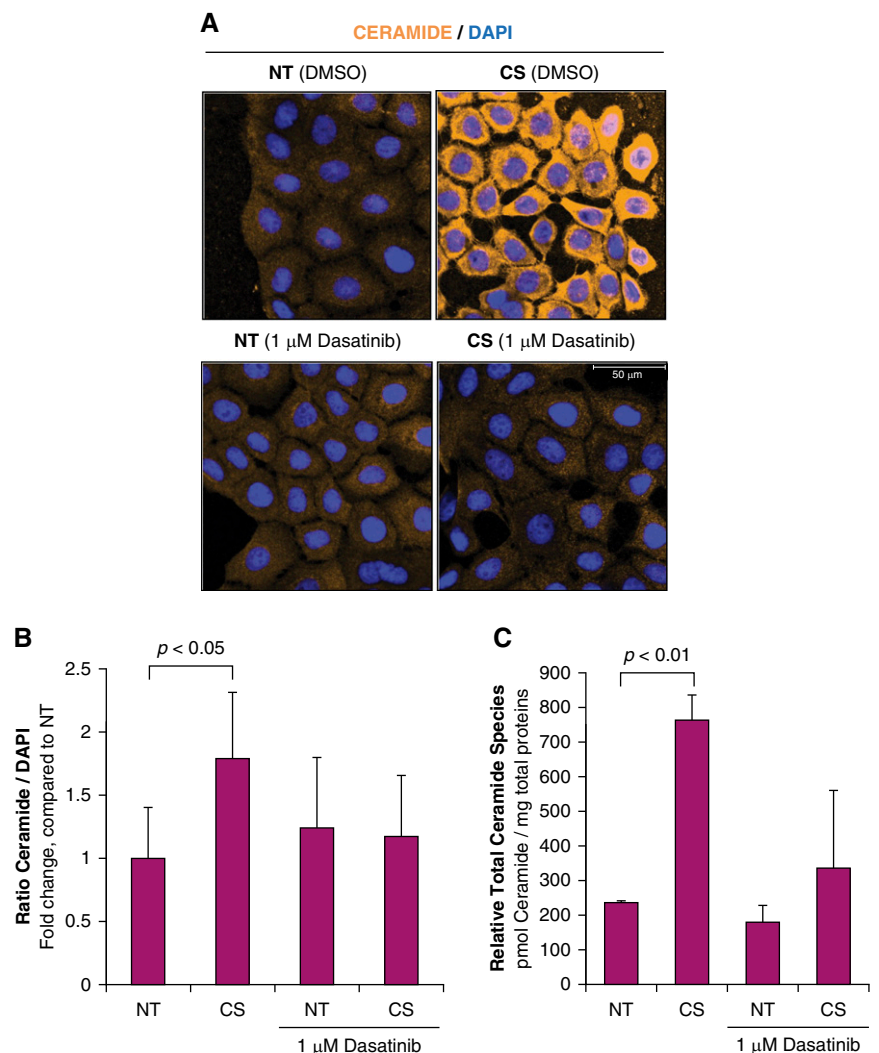 A
CERAMIDE / DAPI
NT (DMSO)
CS (DMSO)
NT (1 μM Dasatinib)
CS (1 μM Dasatinib)
50 μm
B
Ratio Ceramide / DAPI
Fold change, compared to NT
p < 0.05
2.5
2
1.5
1
0.5
0
NT
CS
NT
CS
1 μM Dasatinib
C
Relative Total Ceramide Species
pmol Ceramide / mg total proteins
p < 0.01
900
800
700
600
500
400
300
200
100
0
NT
CS
NT
CS
1 μM Dasatinib